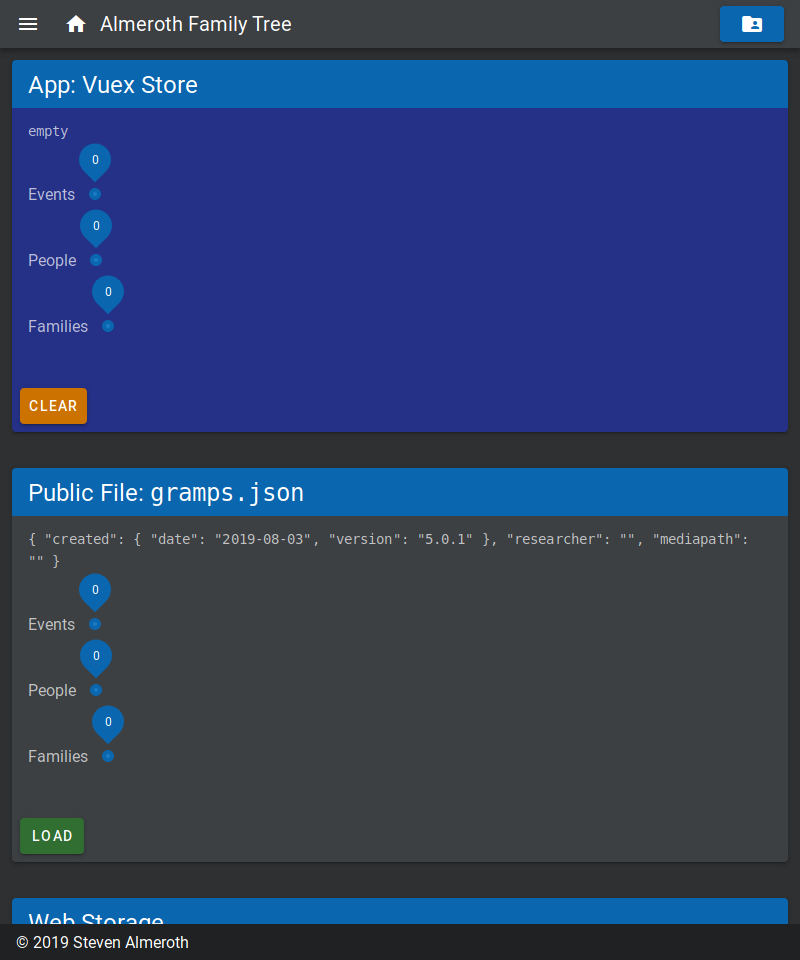 Almeroth Family Tree
App: Vuex Store
empty
0
Events
0
People
0
Families
CLEAR
Public File: gramps.json
{ "created": { "date": "2019-08-03", "version": "5.0.1" }, "researcher": "", "mediapath":
"" }
0
Events
0
People
0
Families
LOAD
Web Storage
© 2019 Steven Almeroth